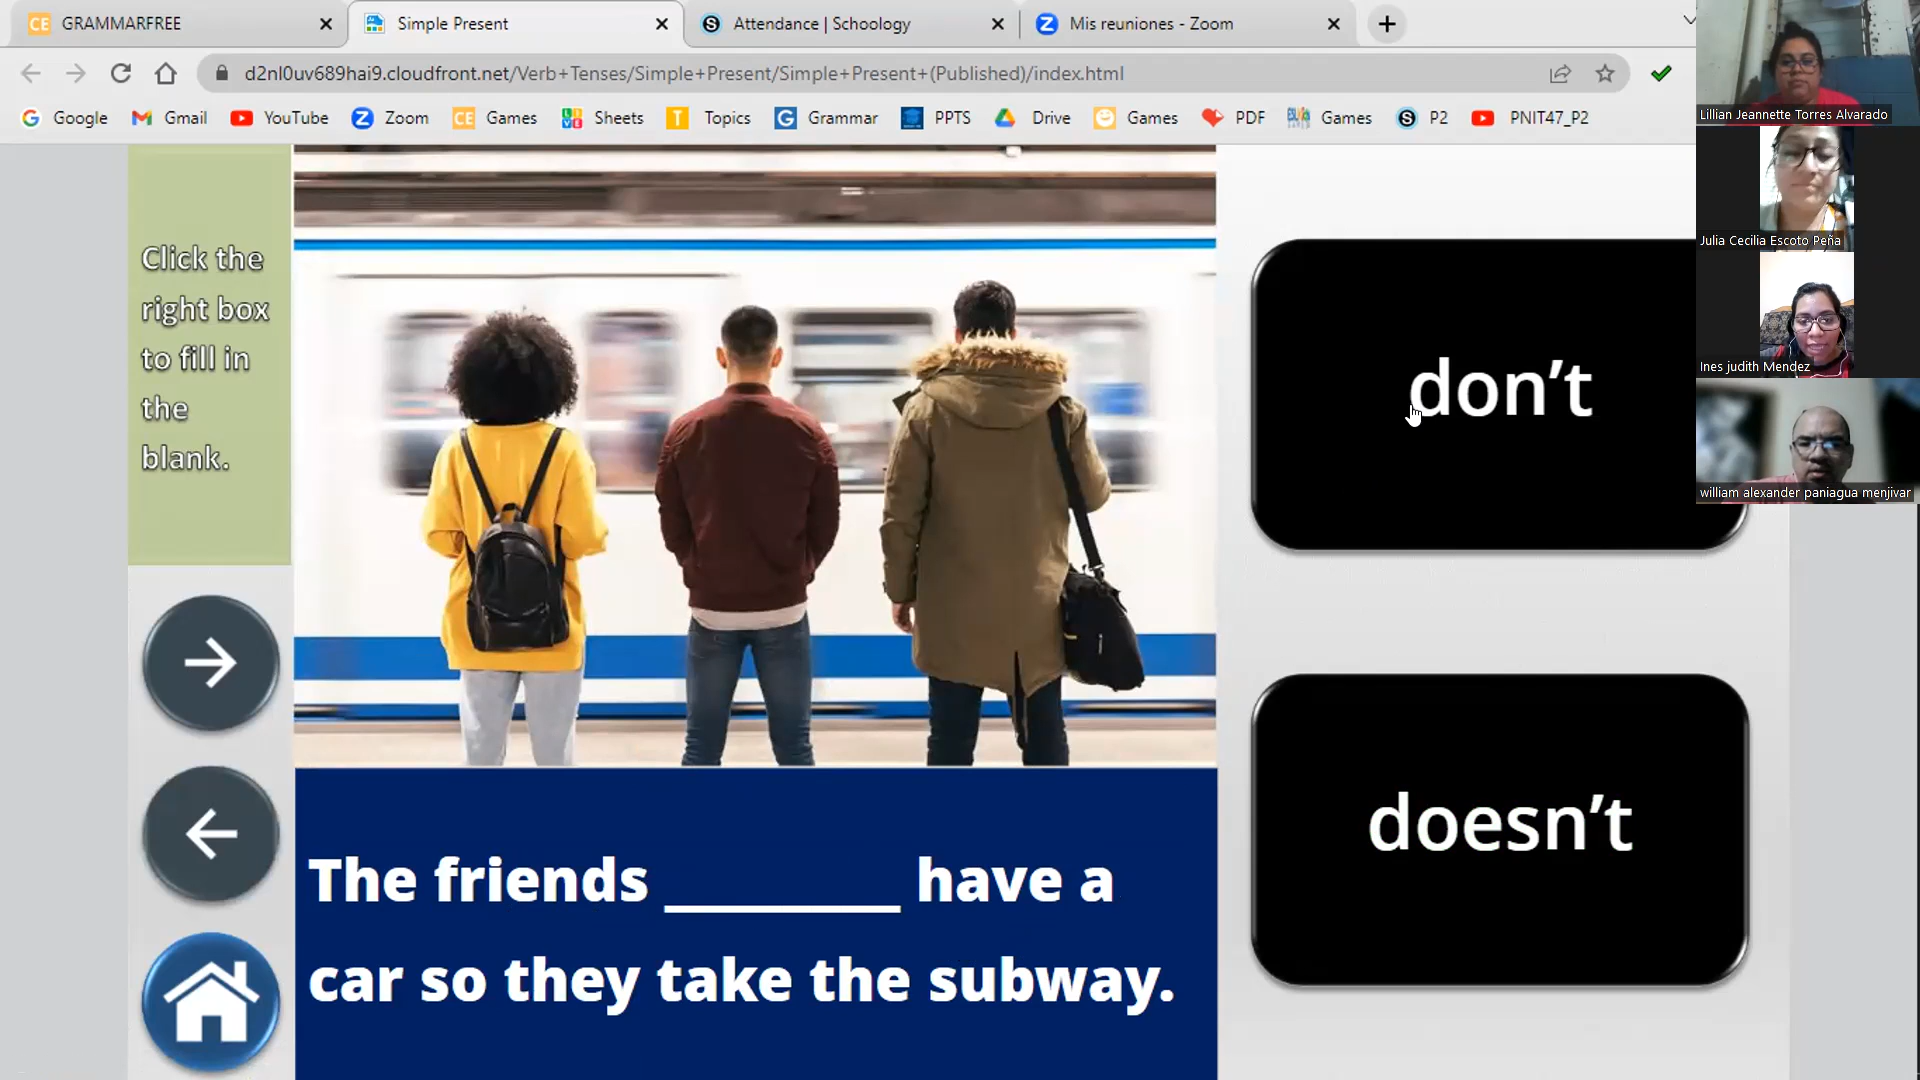 GRAMMARFREE
Simple Present
Attendance | Schoology
Mis reuniones - Zoom
d2nl0uv689hai9.cloudfront.net/Verb+Tenses/Simple+Present/Simple+Present+(Published)/index.html
Google Gmail YouTube Zoom CE Games Sheets T Topics G Grammar PPTS Drive Games PDF Games P2 PNIT47_P2
Lillian Jeannette Torres Alvarado
Julia Cecilia Escoto Peña
Ines judith Mendez
william alexander paniagua menjivar
Click the
right box
to fill in
the
blank.
don't
doesn't
The friends ________ have a
car so they take the subway.